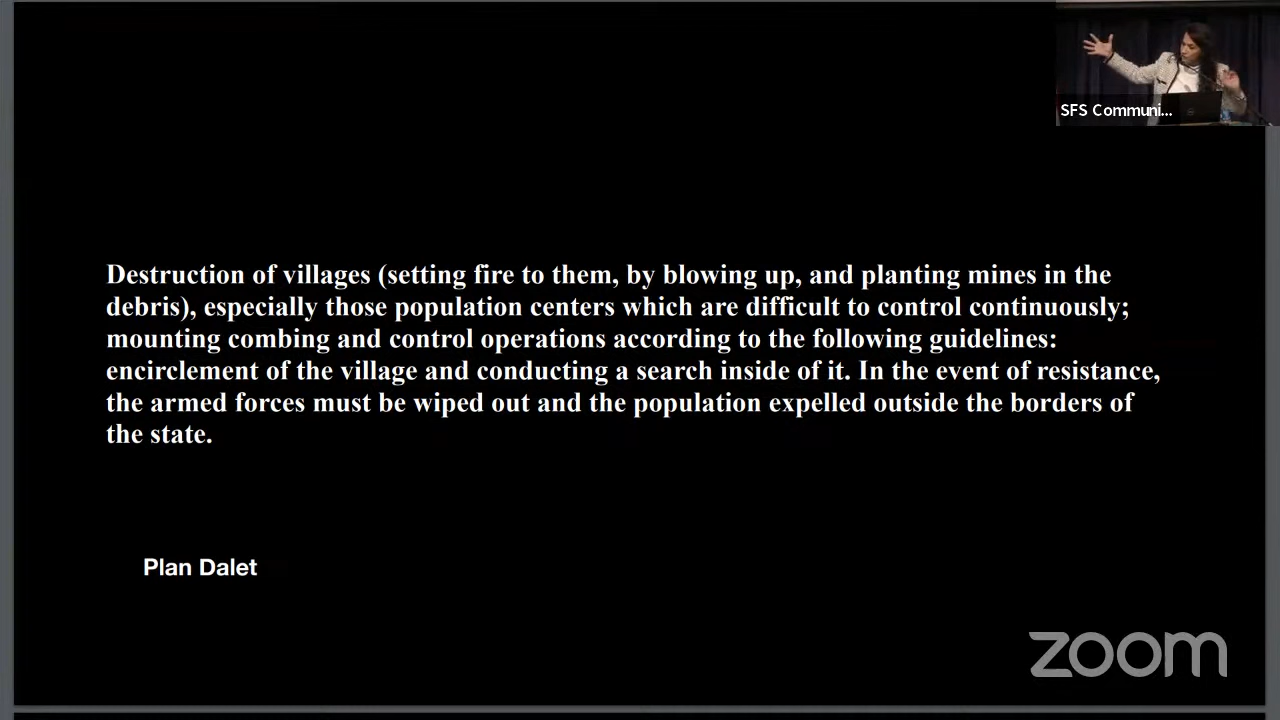 SFS Communi...
Destruction of villages (setting fire to them, by blowing up, and planting mines in the
debris), especially those population centers which are difficult to control continuously;
mounting combing and control operations according to the following guidelines:
encirclement of the village and conducting a search inside of it. In the event of resistance,
the armed forces must be wiped out and the population expelled outside the borders of
the state.
Plan Dalet
zoom